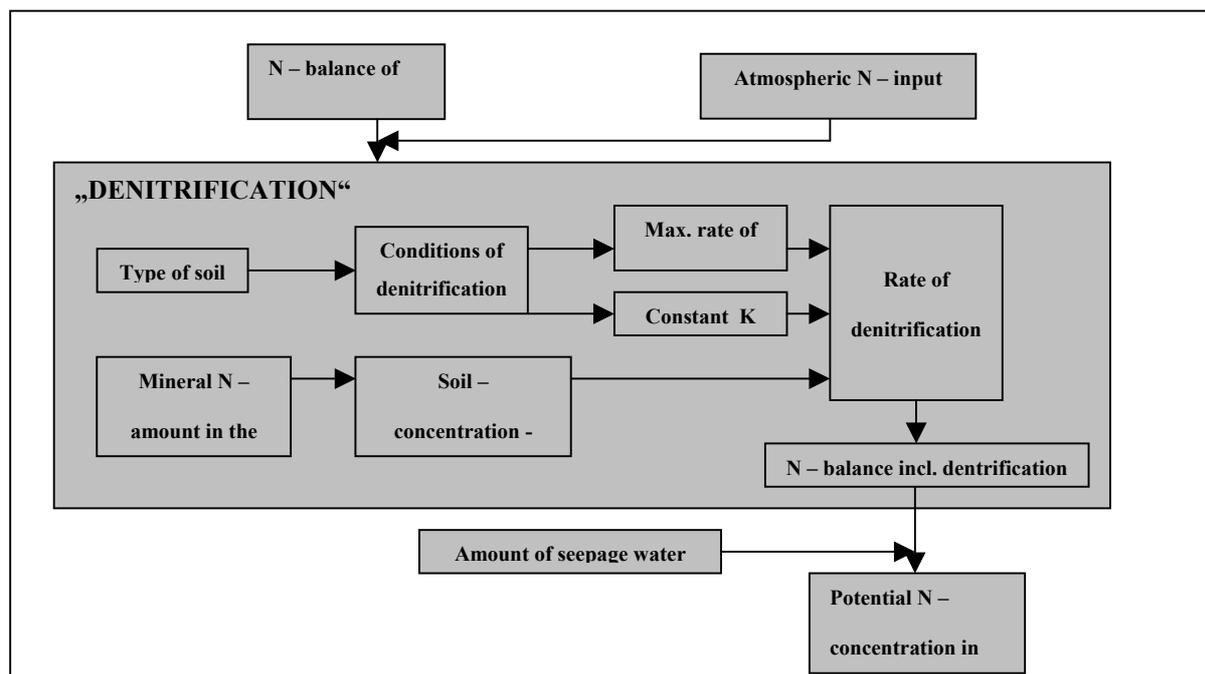 N – balance of
Atmospheric N – input
„DENITRIFICATION“
Type of soil
Conditions of
denitrification
Max. rate of
Constant K
Rate of
denitrification
Mineral N –
amount in the
Soil –
concentration -
N – balance incl. dentrification
Amount of seepage water
Potential N –
concentration in